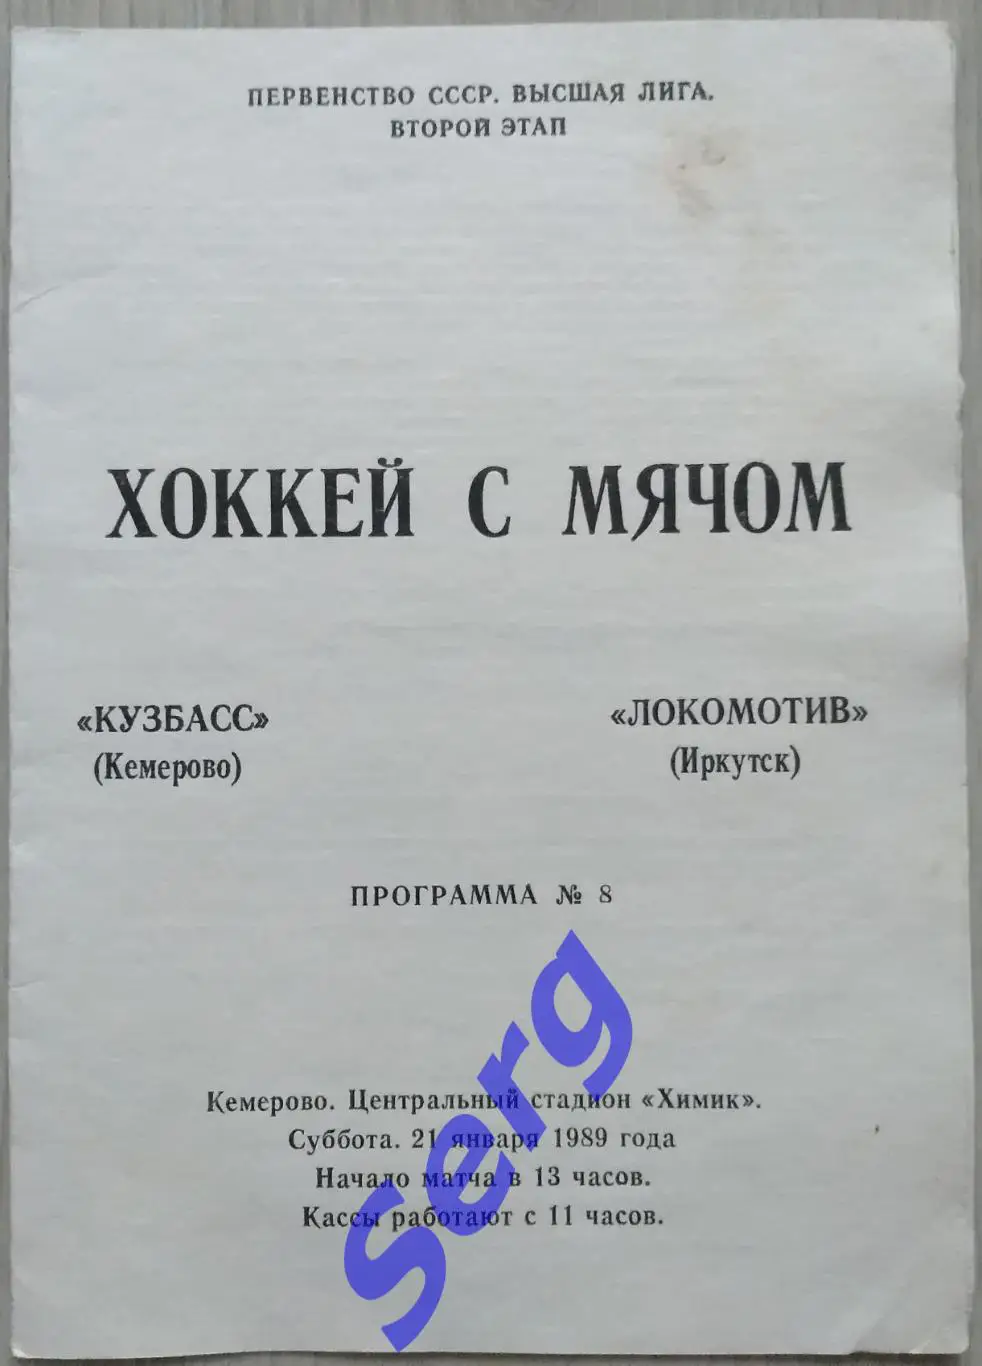 ПЕРВЕНСТВО СССР. ВЫСШАЯ ЛИГА.
ВТОРОЙ ЭТАП
ХОККЕЙ С МЯЧОМ
«КУЗБАСС»
(Кемерово)
«ЛОКОМОТИВ»
(Иркутск)
ПРОГРАММА № 8
Кемерово. Центральный стадион «Химик».
Суббота. 21 января 1989 года
Начало матча в 13 часов.
Кассы работают с 11 часов.
Serg